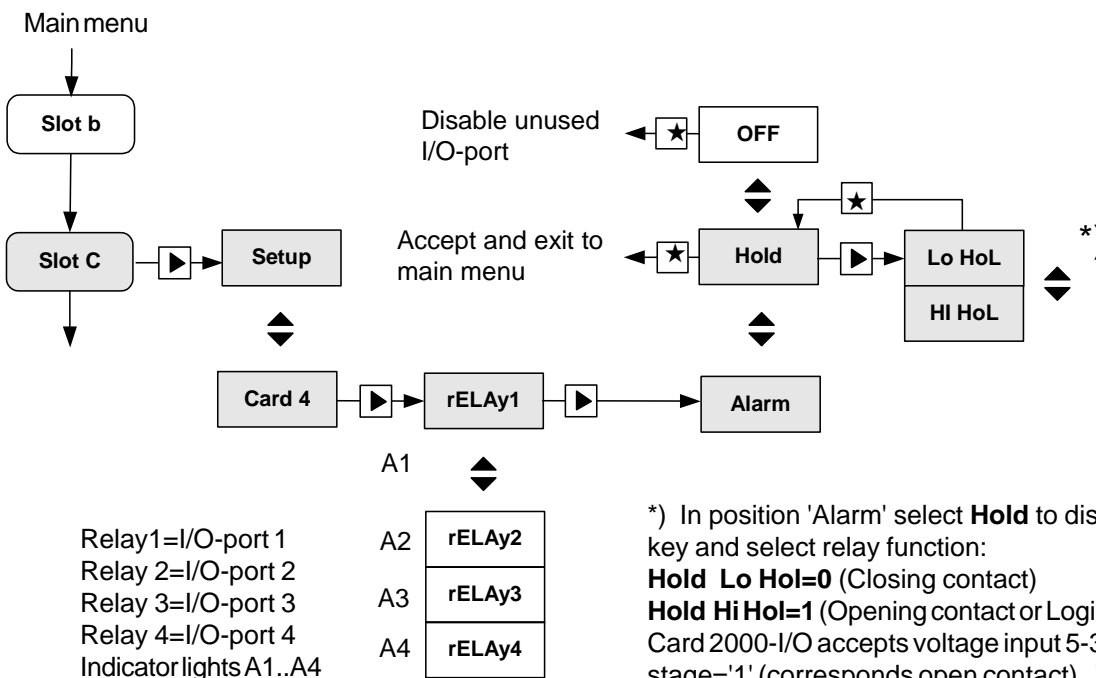 Main menu
Slot b
Disable unused
I/O-port
★
OFF
★
Slot C
Setup
Accept and exit to
main menu
★
Hold
Lo HoL
*)
HI HoL
Card 4
rELAy1
Alarm
A1
Relay1=I/O-port 1
Relay 2=I/O-port 2
Relay 3=I/O-port 3
Relay 4=I/O-port 4
Indicator lights A1..A4
A2
rELAy2
A3
rELAy3
A4
rELAy4
*) In position 'Alarm' select Hold to
key and select relay function:
Hold Lo Hol=0 (Closing contact)
Hold Hi Hol=1 (Opening contact or
Card 2000-I/O accepts voltage input
stage='1' (corresponds open contact)